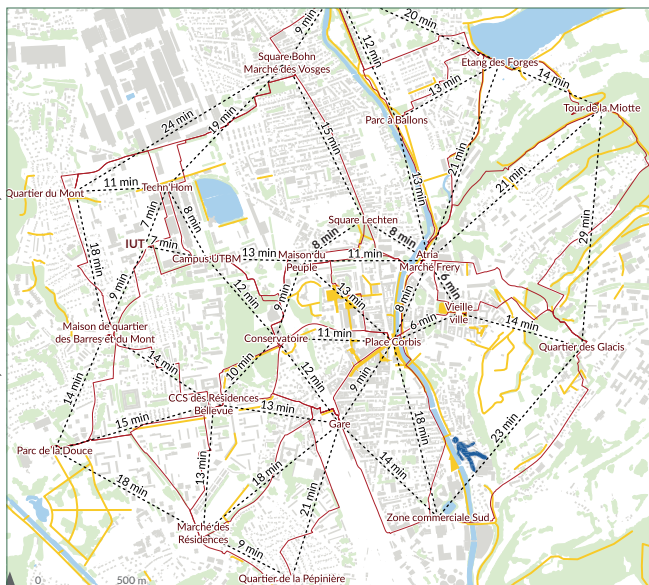 20 min
9 min
12 min
Square Bohn
Marché des Vosges
Etang des Forges
14 min
13 min
Tour de la Miotte
24 min
19 min
Parc à Ballons
15 min
21 min
13 min
21 min
Quartier du Mont
11 min
Techn'Hom
7 min
8 min
Square Lechten
29 min
IUT
2 min
8 min
8 min
18 min
Campus UTBM
13 min
Maison du
Peuple
11 min
Atria
Marché Frery
9 min
12 min
9 min
13 min
8 min
6 min
Vieille
ville
Maison de quartier
des Barres et du Mont
Conservatoire
11 min
Place Corbis
6 min
14 min
Quartier des Glacis
14 min
10 min
12 min
9 min
14 min
CCS des Résidences
Bellevue
13 min
15 min
Gare
18 min
23 min
Parc de la Douce
18 min
13 min
18 min
14 min
21 min
Zone commerciale Sud
Marché des
Résidences
9 min
Quartier de la Pépinière
0
500 m